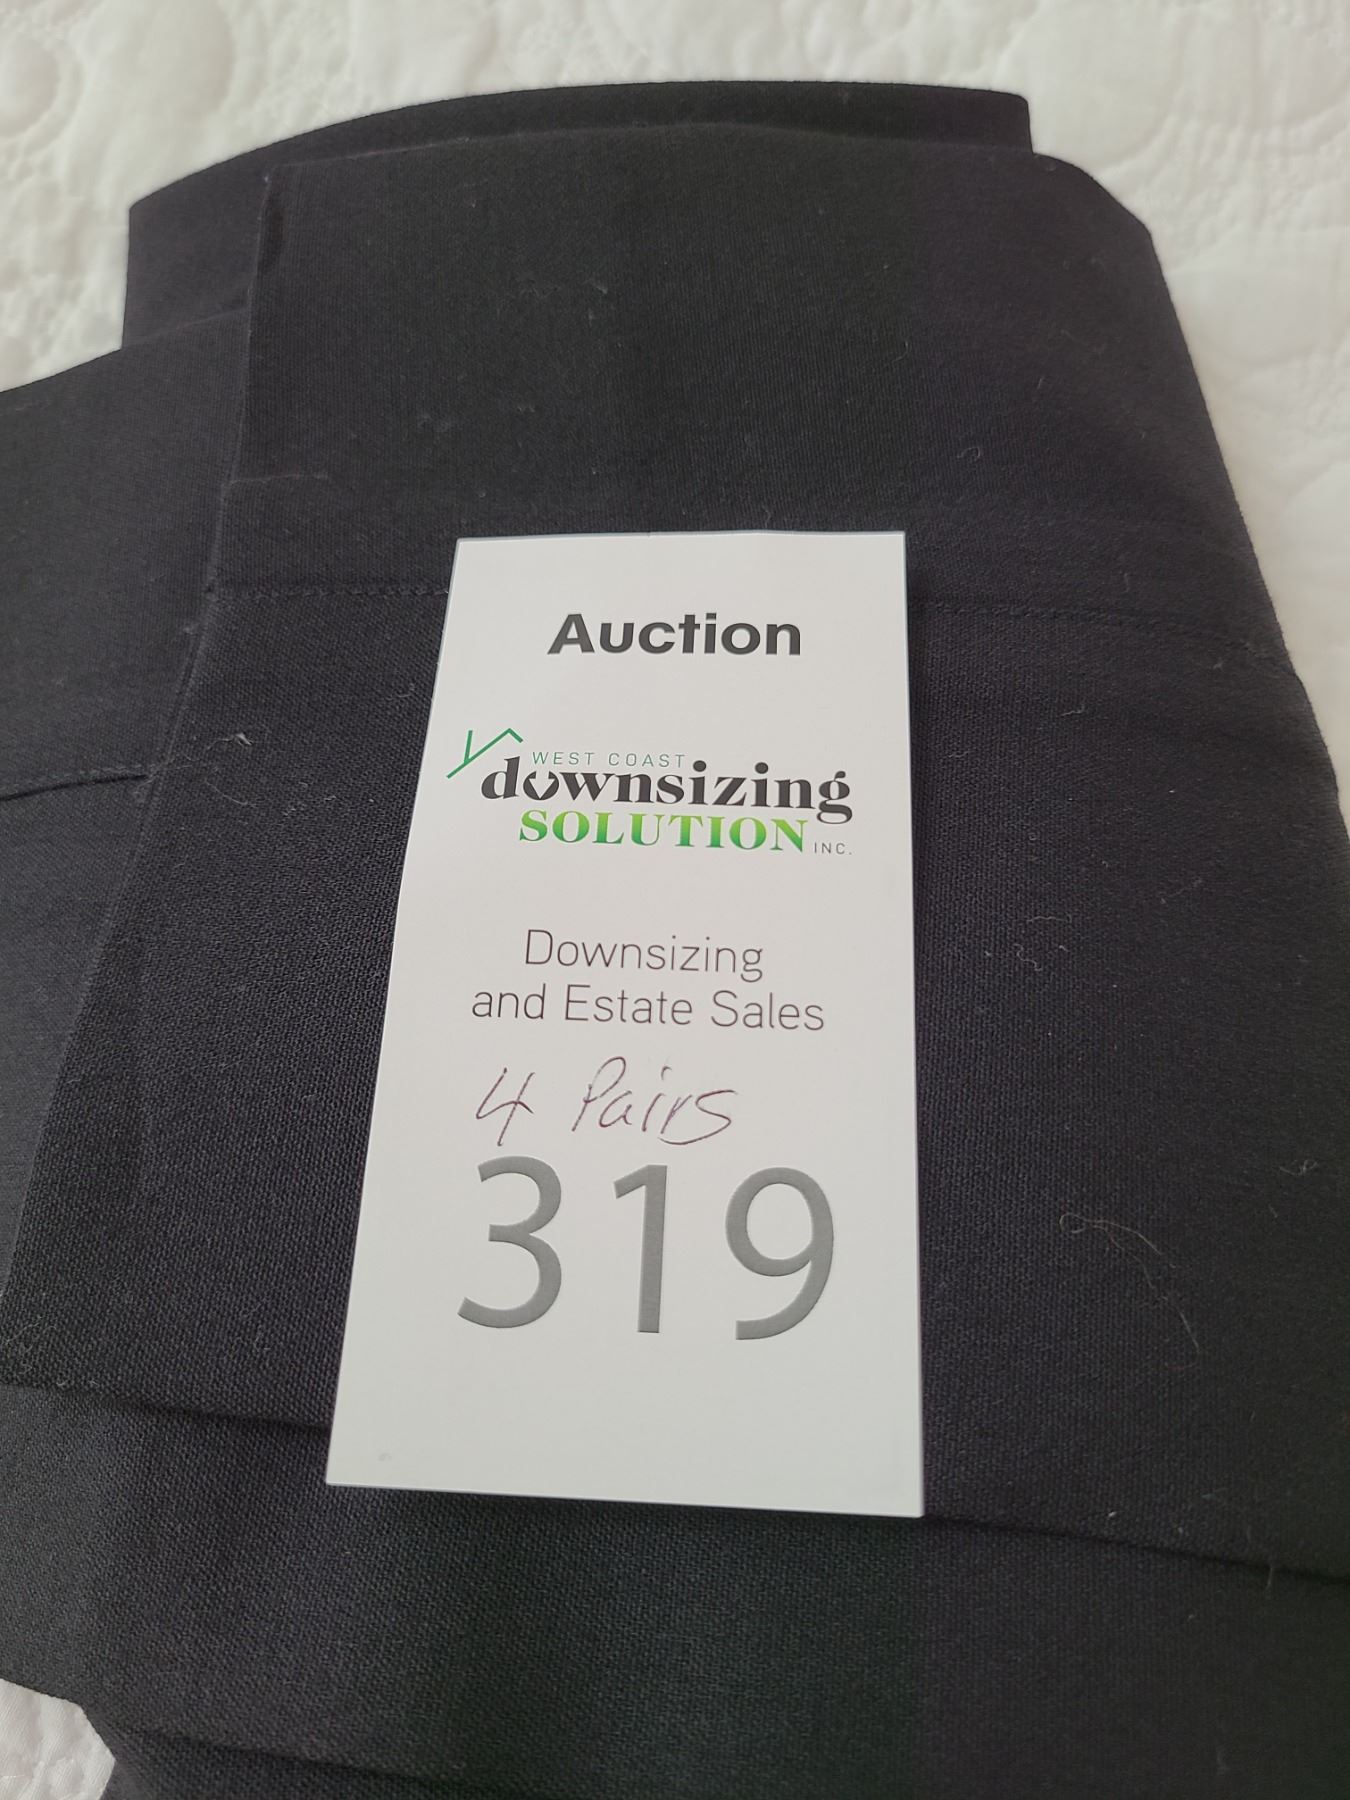 Auction
WEST COAST
downsizing
SOLUTION INC.
Downsizing
and Estate Sales
4 Pairs
319